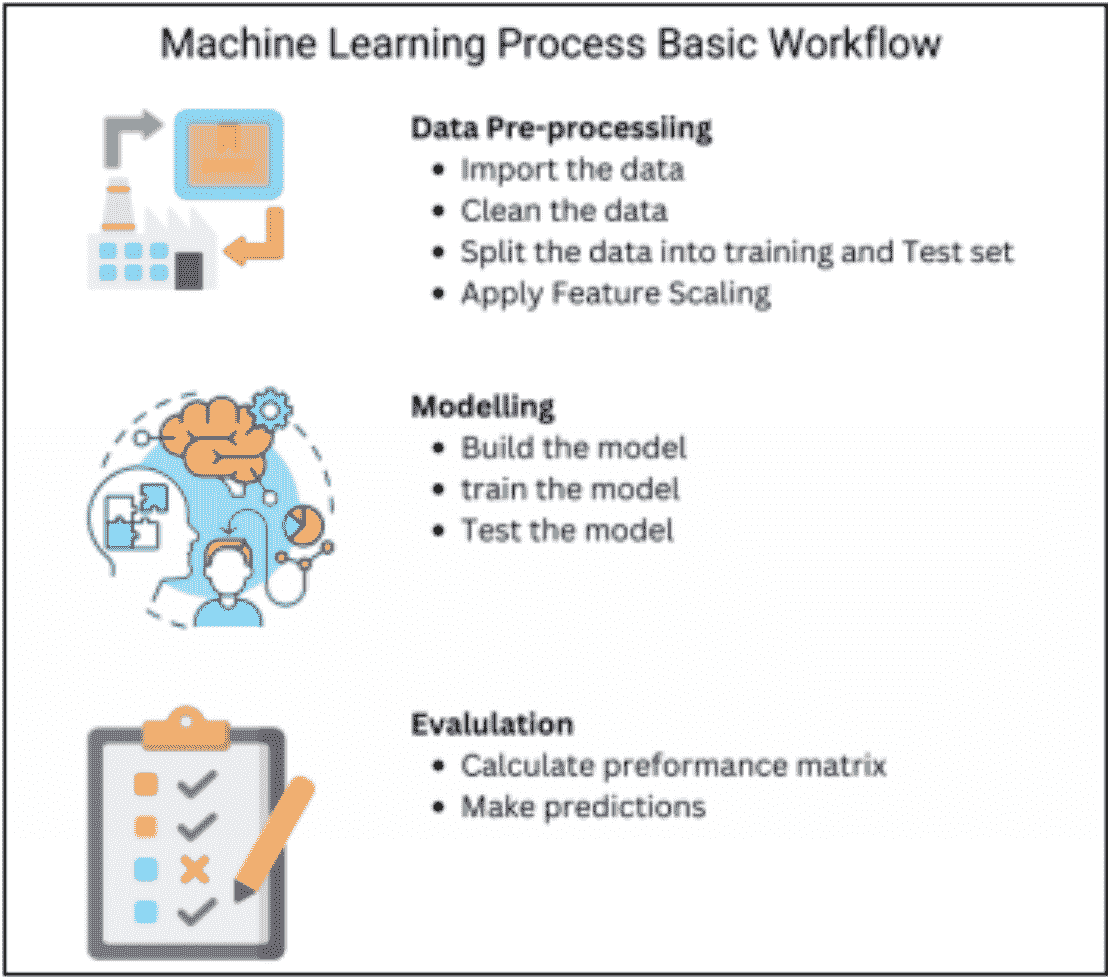 Machine Learning Process Basic Workflow
Data Pre-processiing
• Import the data
• Clean the data
• Split the data into training and Test set
• Apply Feature Scaling
Modelling
• Build the model
• train the model
• Test the model
Evalulation
• Calculate preformance matrix
• Make predictions